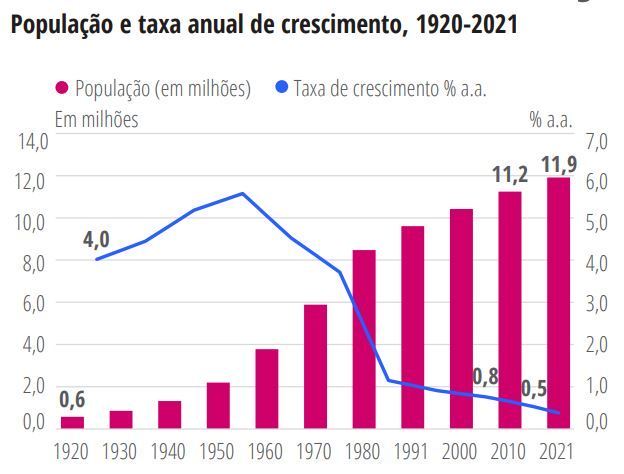 População e taxa anual de crescimento, 1920-2021
População (em milhões) Taxa de crescimento % a.a.
Em milhões % a.a.
14,0 7,0
12,0 11,2 11,9 6,0
10,0 5,0
4,0
8,0 4,0
6,0 3,0
4,0 2,0
2,0 0,6 0,8 0,5 1,0
0,0 0,0
1920 1930 1940 1950 1960 1970 1980 1991 2000 2010 2021